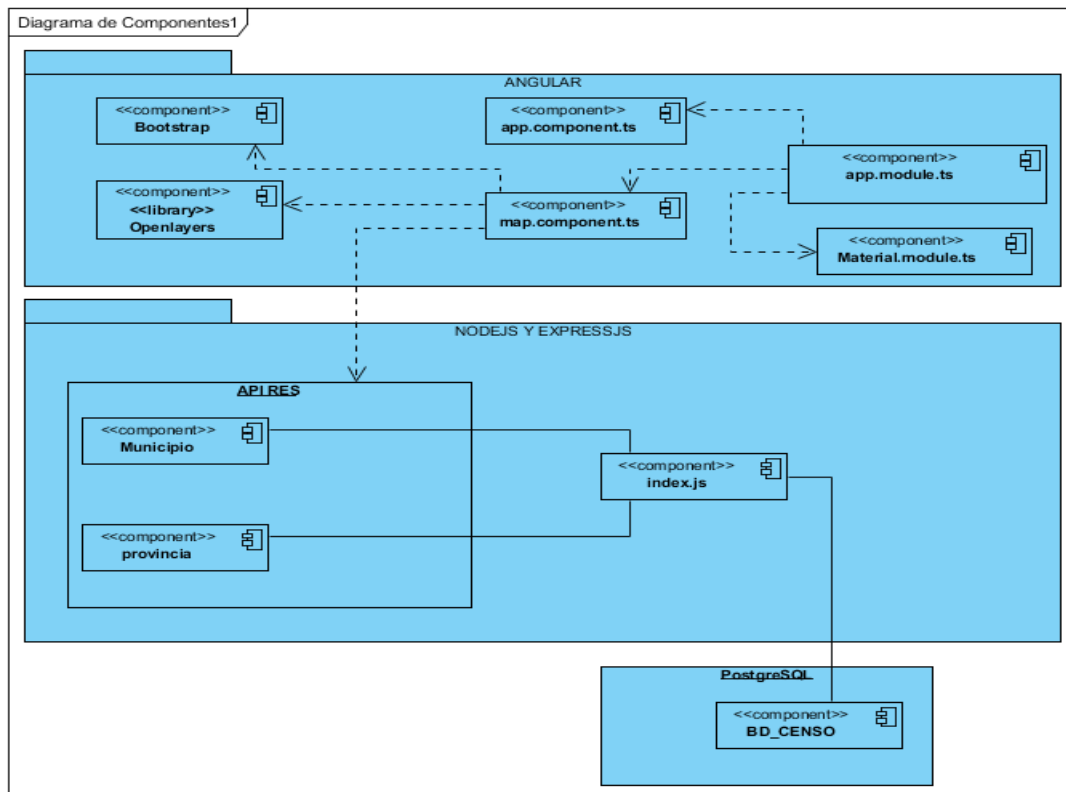 Diagrama de Componentes1
ANGULAR
<<component>>
Bootstrap
<<component>>
app.component.ts
<<component>>
app.module.ts
<<component>>
<<library>>
Openlayers
<<component>>
map.component.ts
<<component>>
Material.module.ts
NODEJS Y EXPRESSJS
API RES
<<component>>
Municipio
<<component>>
index.js
<<component>>
provincia
PostgreSQL
<<component>>
BD_CENSO